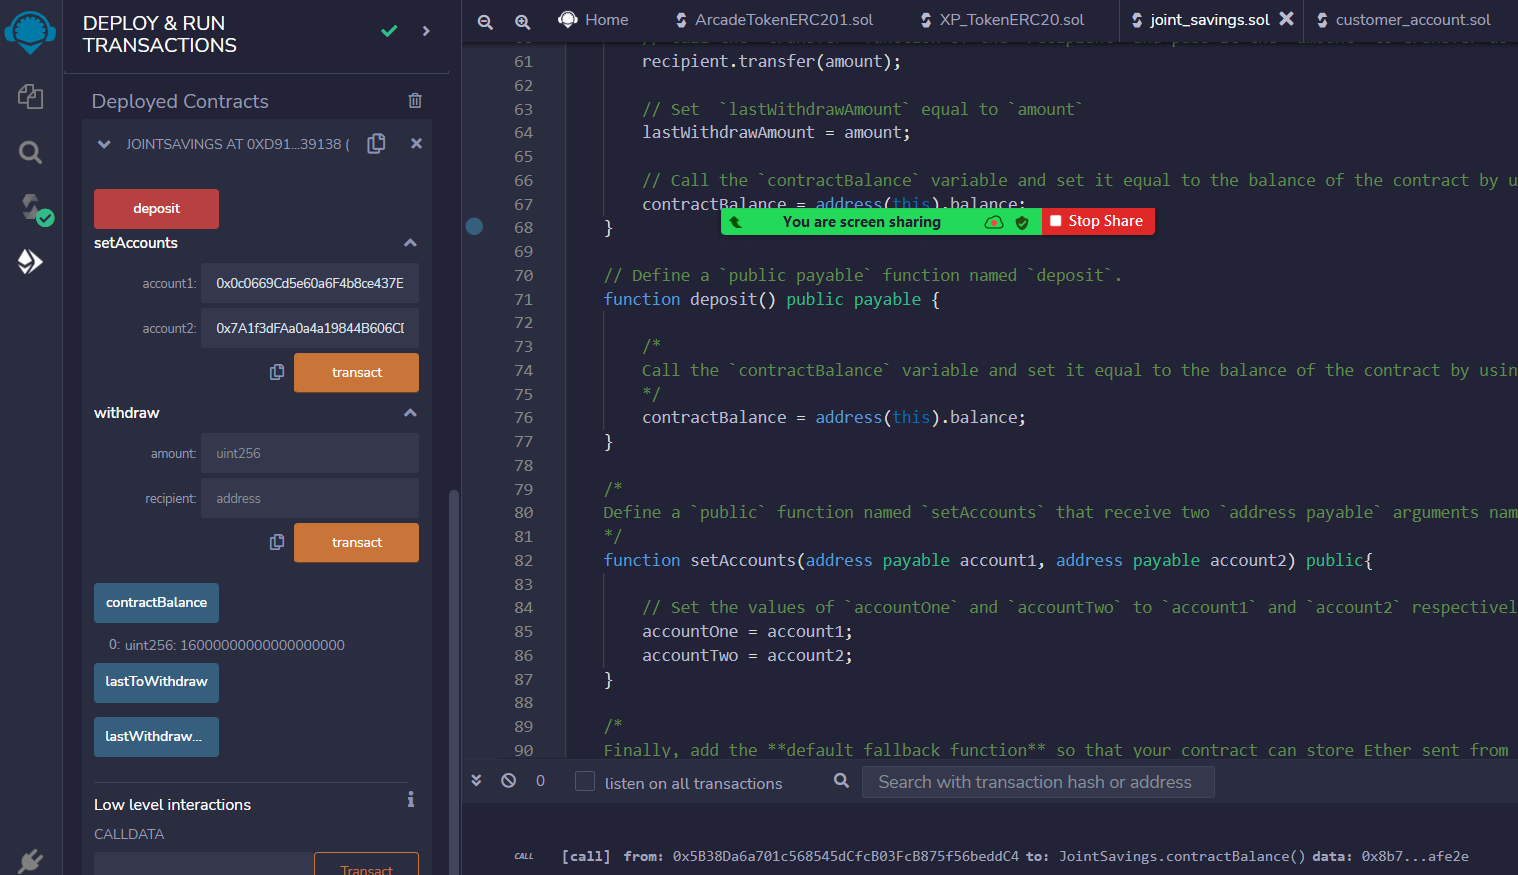 DEPLOY & RUN
TRANSACTIONS
Deployed Contracts
JOINTSAVINGS AT 0XD91...39138 (
deposit
setAccounts
account1: 0x0c0669Cd5e60a6F4b8ce437E
account2: 0x7A1f3dFAa0a4a19844B606CD
transact
withdraw
amount: uint256
recipient: address
transact
contractBalance
0: uint256: 16000000000000000000
lastToWithdraw
lastWithdraw...
Low level interactions
i
CALLDATA
Transact
Home
ArcadeTokenERC201.sol
XP_TokenERC20.sol
joint_savings.sol
customer_account.sol
61 recipient.transfer(amount);
62
63 // Set  `lastWithdrawAmount` equal to `amount`
64 lastWithdrawAmount = amount;
65
66 // Call the `contractBalance` variable and set it equal to the balance of the contract by u
67 contractBalance = address(this).balance;
You are screen sharing
Stop Share
68 }
69
70 // Define a `public payable` function named `deposit`.
71 function deposit() public payable {
72
73 /*
74 Call the `contractBalance` variable and set it equal to the balance of the contract by usin
75 */
76 contractBalance = address(this).balance;
77 }
78
79 /*
80 Define a `public` function named `setAccounts` that receive two `address payable` arguments nam
81 */
82 function setAccounts(address payable account1, address payable account2) public{
83
84 // Set the values of `accountOne` and `accountTwo` to `account1` and `account2` respectivel
85 accountOne = account1;
86 accountTwo = account2;
87 }
88
89 /*
90 Finally, add the **default fallback function** so that your contract can store Ether sent from
0
listen on all transactions
Search with transaction hash or address
CALL [call] from: 0x5B38Da6a701c568545dCfcB03FcB875f56beddC4 to: JointSavings.contractBalance() data: 0x8b7...afe2e